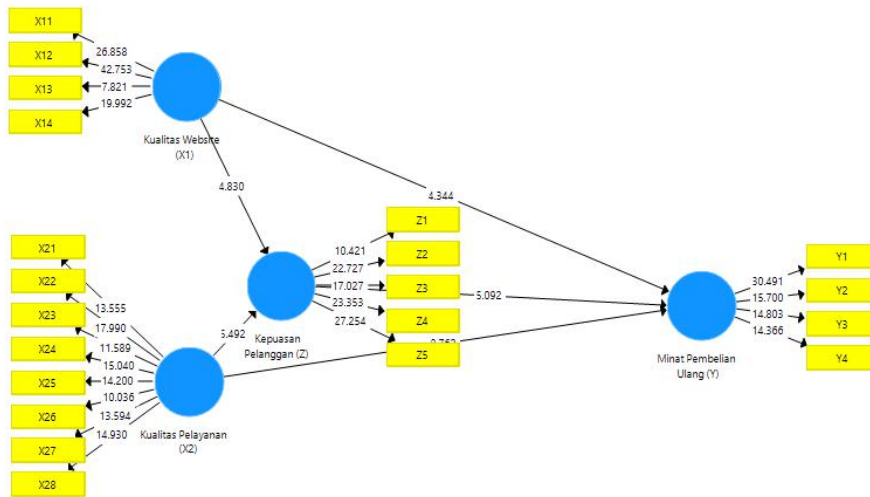 X11
X12
X13
X14
26.858
42.753
7.821
19.992
Kualitas Website
(X1)
4.830
4.344
Z1
Z2
Z3
Z4
Z5
10.421
22.727
17.027
23.353
27.254
Kepuasan
Pelanggan (Z)
5.092
X21
X22
X23
X24
X25
X26
X27
X28
13.555
17.990
11.589
15.040
14.200
10.036
13.594
14.930
Kualitas Pelayanan
(X2)
5.492
Y1
Y2
Y3
Y4
30.491
15.700
14.803
14.366
Minat Pembelian
Ulang (Y)